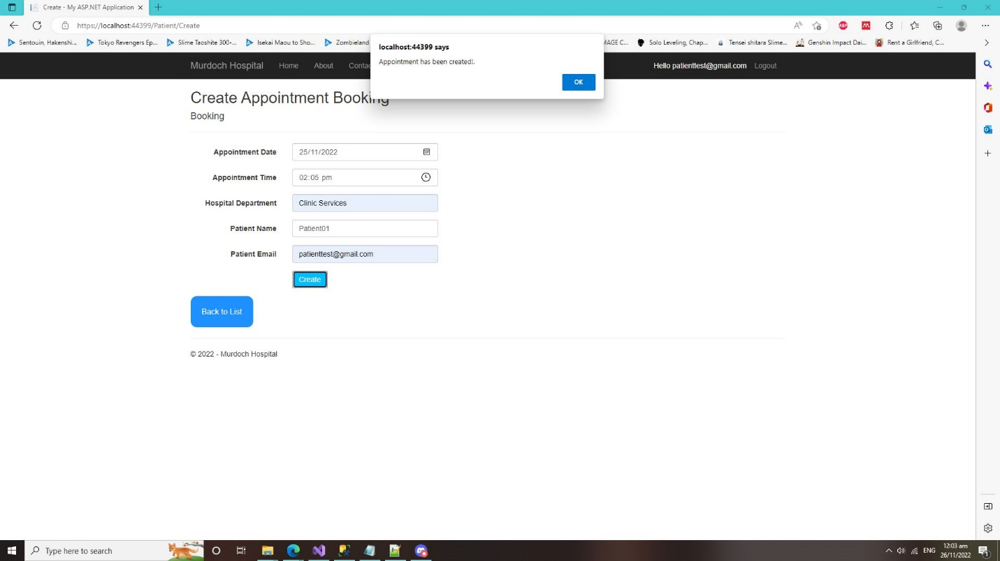 Create - My ASP.NET Application
https://localhost:44399/Patient/Create
Sentouin, Hakenshi... Tokyo Revengers Ep... Slime Taoshite 300-... Isekai Maou to Sho... Zombieland MAGE C... Solo Leveling, Chap... Tensei shitara Slime... Genshin Impact Dai... Rent a Girlfriend, C...
localhost:44399 says
Appointment has been created!.
OK
Murdoch Hospital Home About Contac Hello patienttest@gmail.com Logout
Create Appointment Booking
Booking
Appointment Date 25/11/2022
Appointment Time 02:05 pm
Hospital Department Clinic Services
Patient Name Patient01
Patient Email patienttest@gmail.com
Create
Back to List
© 2022 - Murdoch Hospital
Type here to search
ENG
12:03 am
26/11/2022
1